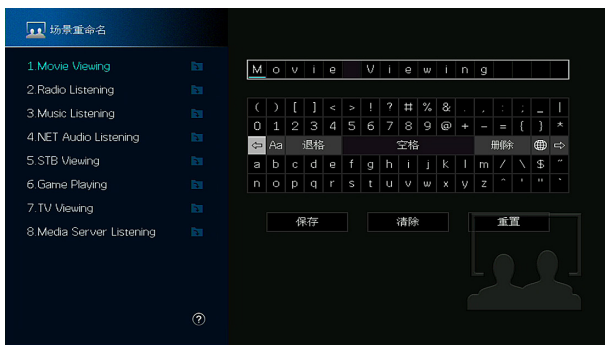 场景重命名
1.Movie Viewing
2.Radio Listening
3.Music Listening
4.NET Audio Listening
5.STB Viewing
6.Game Playing
7.TV Viewing
8.Media Server Listening
?
Movie Viewing
( ) [ ] < > ! ? # % & . , : ; _ |
0 1 2 3 4 5 6 7 8 9 @ + - = { } *
⇦ Aa 退格 空格 删除 ⇨
a b c d e f g h i j k l m / \ $ ~
n o p q r s t u v w x y z ^ ' " `
保存 清除 重置